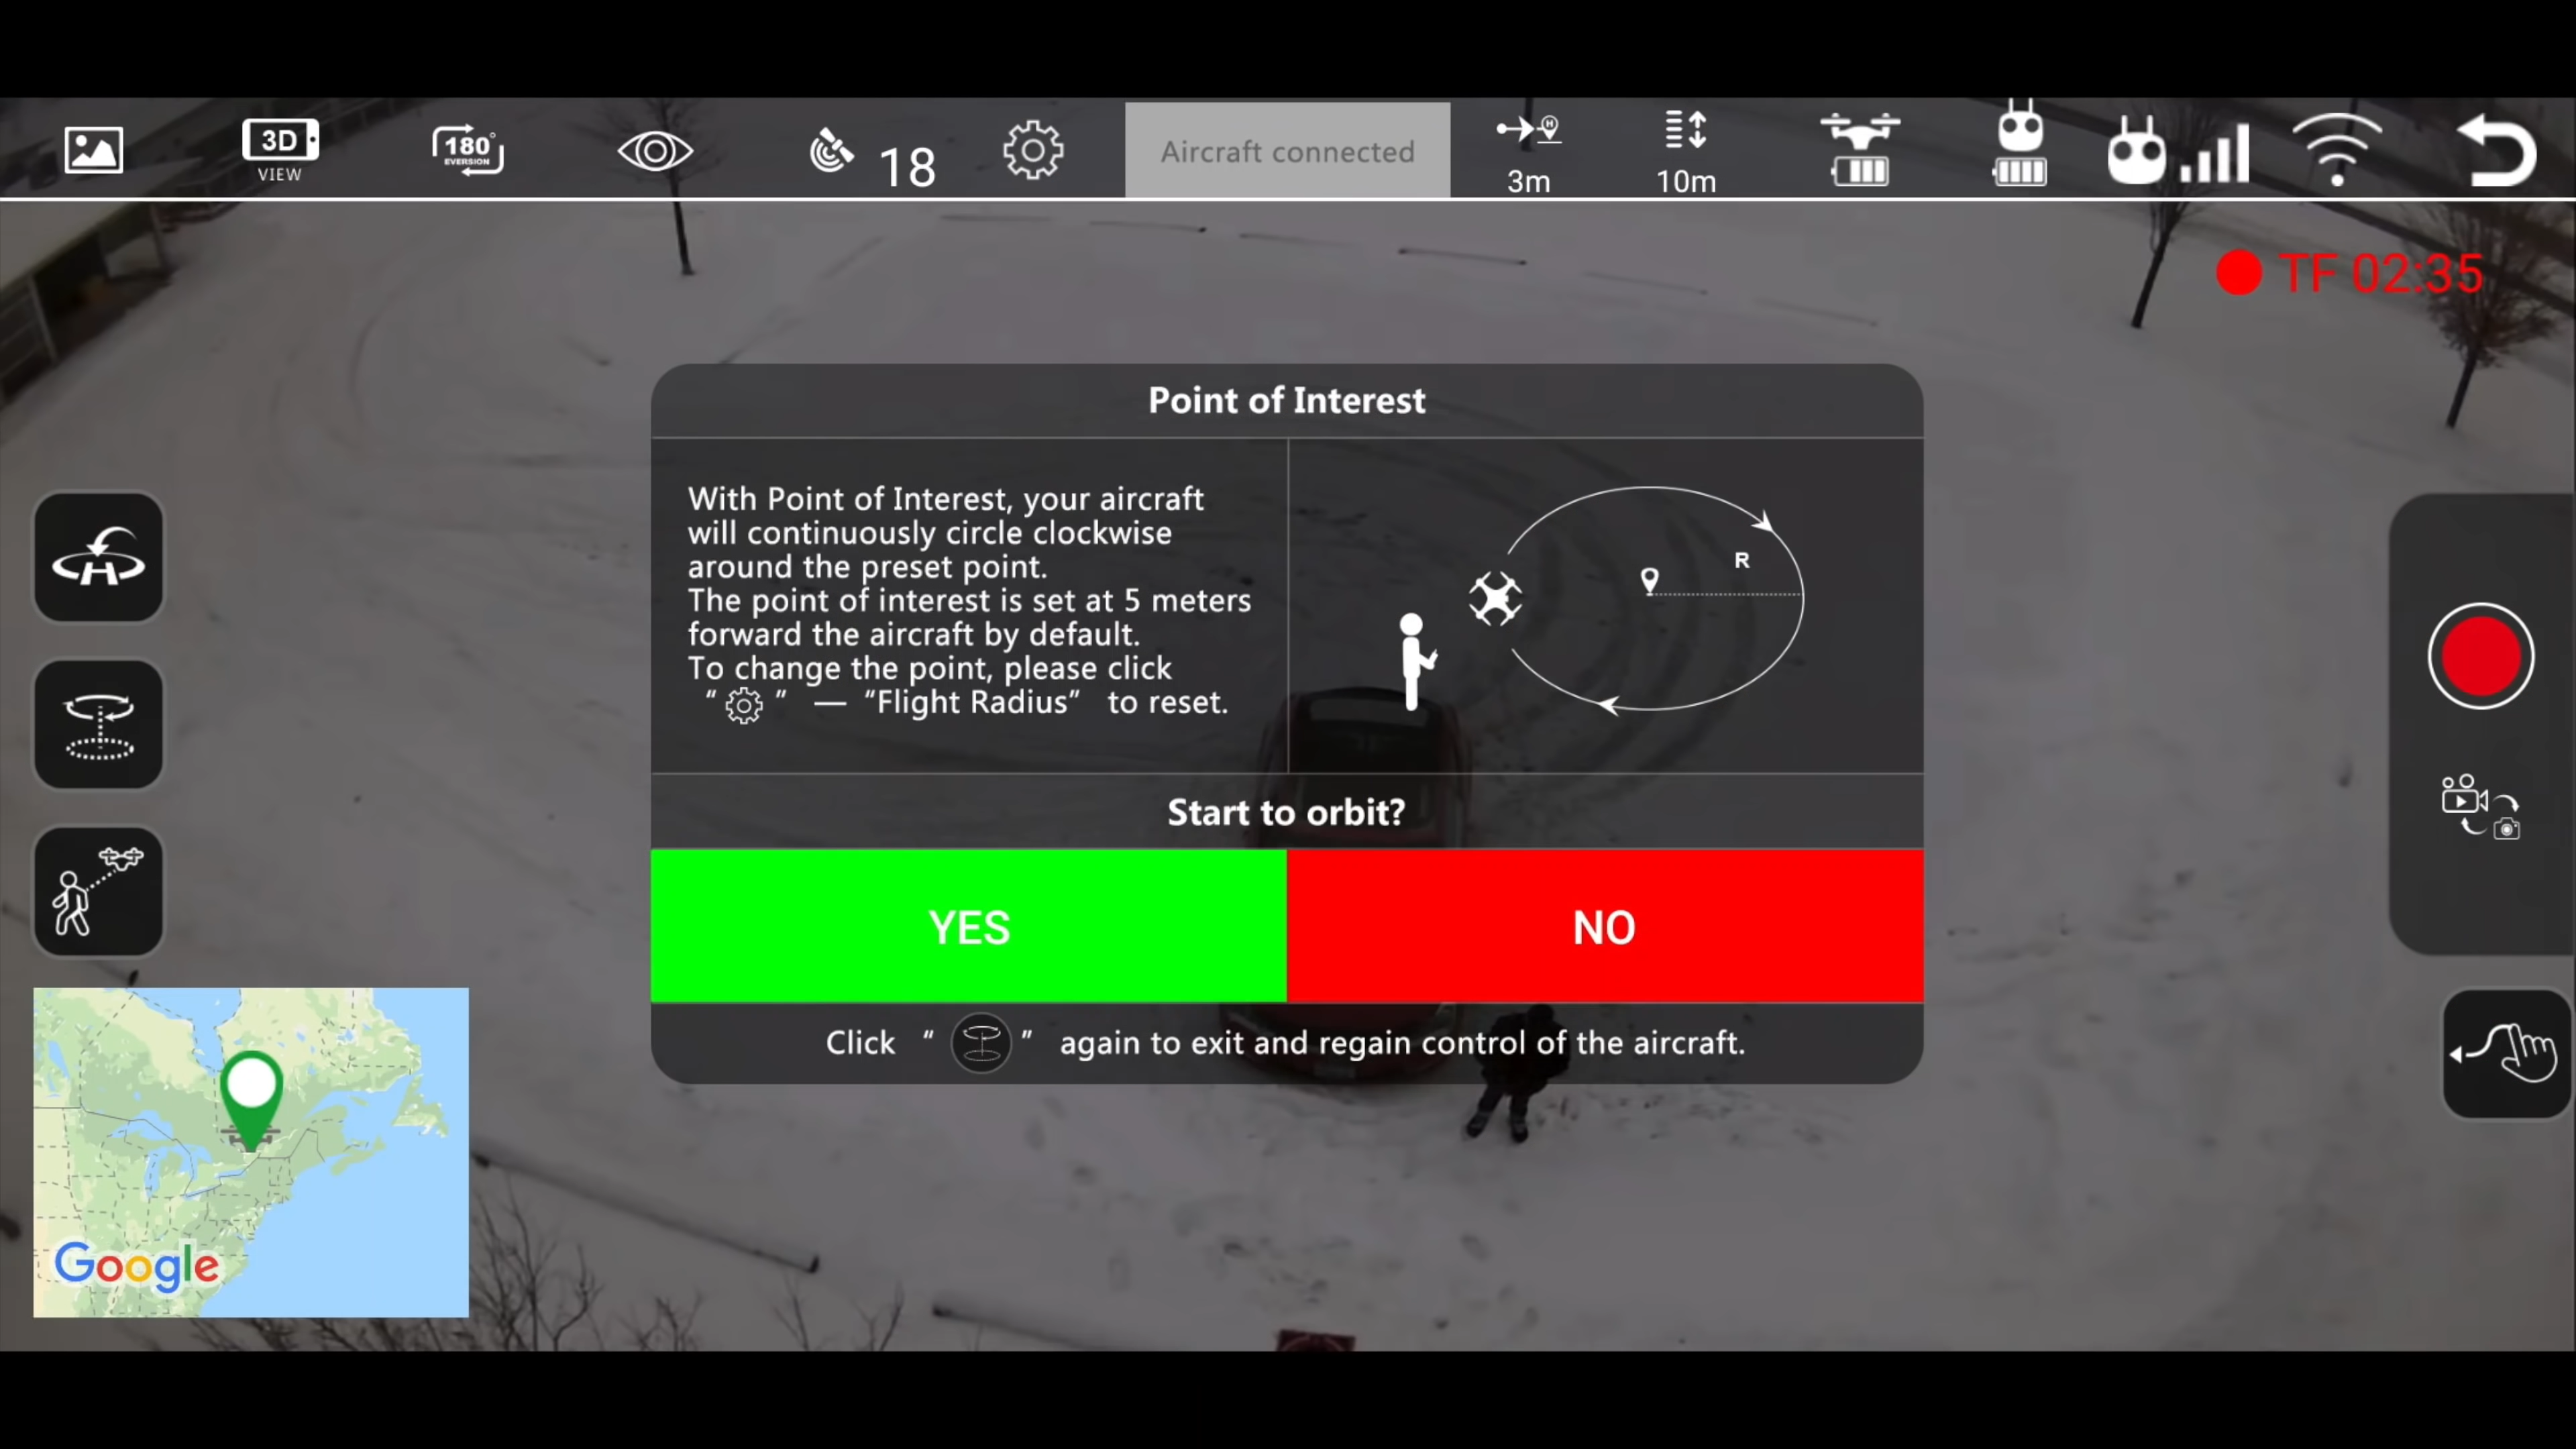 3D
VIEW
180°
EVERSION
18
Aircraft connected
H
3m
10m
TF 02:35
Point of Interest
With Point of Interest, your aircraft
will continuously circle clockwise
around the preset point.
The point of interest is set at 5 meters
forward the aircraft by default.
To change the point, please click
“ ” — “Flight Radius” to reset.
R
H
Start to orbit?
YES
NO
Click “ ” again to exit and regain control of the aircraft.
Google